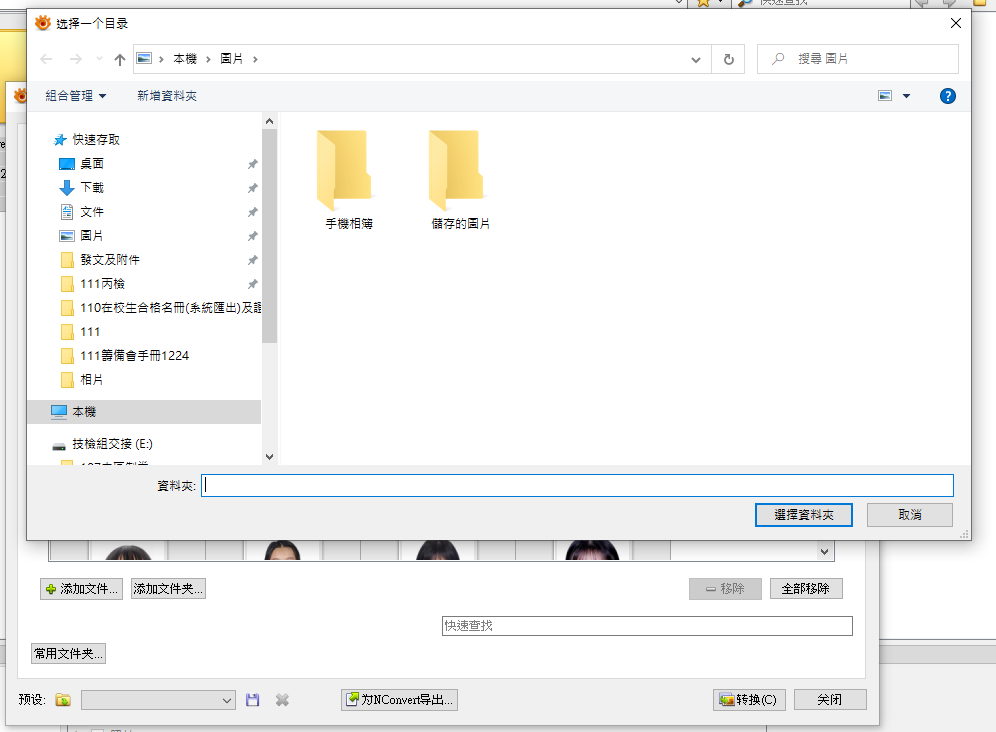 快速查找
选择一个目录
本機 › 圖片 ›
搜尋 圖片
組合管理
新增資料夾
快速存取
桌面
下載
文件
圖片
發文及附件
111丙檢
110在校生合格名冊(系統匯出)及
111
111籌備會手冊1224
相片
本機
技檢組交接 (E:)
手機相簿
儲存的圖片
資料夾:
選擇資料夾
取消
添加文件...
添加文件夹...
移除
全部移除
快速查找
常用文件夹...
预设:
为NConvert导出...
转换(C)
关闭